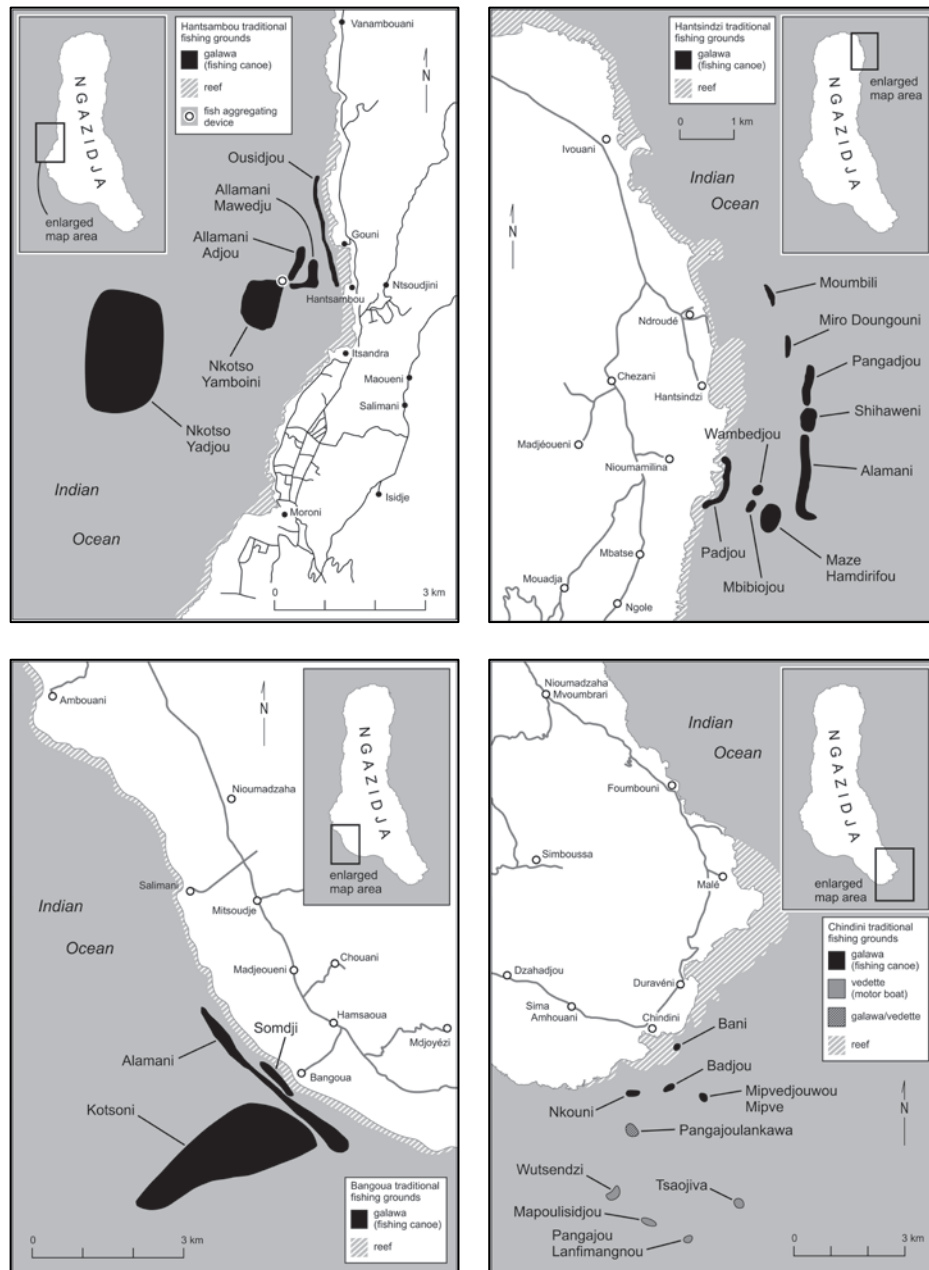 Hantsambou traditional
fishing grounds
galawa
(fishing canoe)
reef
fish aggregating
device
NGAZIDJA
enlarged
map area
N
Vanambouani
Ousidjou
Allamani
Mawedju
Allamani
Adjou
Gouni
Ntsoudjini
Hantsambou
Nkotso
Yamboini
Itsandra
Maoueni
Salimani
Nkotso
Yadjou
Indian
Ocean
Isidje
Moroni
0 3 km
Hantsindzi traditional
fishing grounds
galawa
(fishing canoe)
reef
0 1 km
NGAZIDJA
enlarged
map area
Ivouani
Indian
Ocean
N
Moumbili
Ndroudé
Miro Doungouni
Pangadjou
Chezani
Hantsindzi
Shihaweni
Madjéoueni
Wambedjou
Nioumamilina
Alamani
Padjou
Mbatse
Maze
Hamdirifou
Mbibiojou
Mouadja
Ngole
Ambouani
N
NGAZIDJA
enlarged
map area
Nioumadzaha
Salimani
Mitsoudje
Indian
Ocean
Chouani
Madjeoueni
Somdji
Hamsaoua
Mdjoyézi
Alamani
Bangoua
Kotsoni
Bangoua traditional
fishing grounds
galawa
(fishing canoe)
reef
0 3 km
Nioumadzaha
Mvoumbrari
Indian
Ocean
NGAZIDJA
enlarged
map area
Foumbouni
Simboussa
Malé
Chindini traditional
fishing grounds
galawa
(fishing canoe)
vedette
(motor boat)
galawa/vedette
reef
Dzahadjou
Duravéni
Sima
Amhouani
Chindini
Bani
Badjou
Nkouni
Mipvedjouwou
Mipve
N
Pangajoulankawa
Wutsendzi
Tsaojiva
Mapoulisidjou
Pangajou
Lanfimangnou
0 3 km